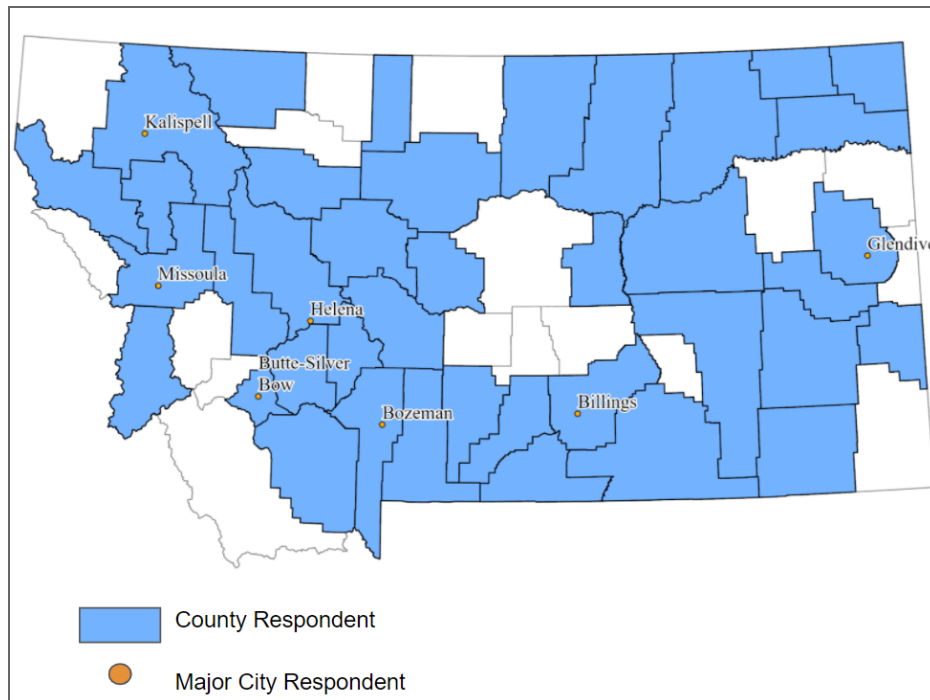 Kalispell
Glendive
Missoula
Helena
Butte-Silver
Bow
Billings
Bozeman
County Respondent
Major City Respondent